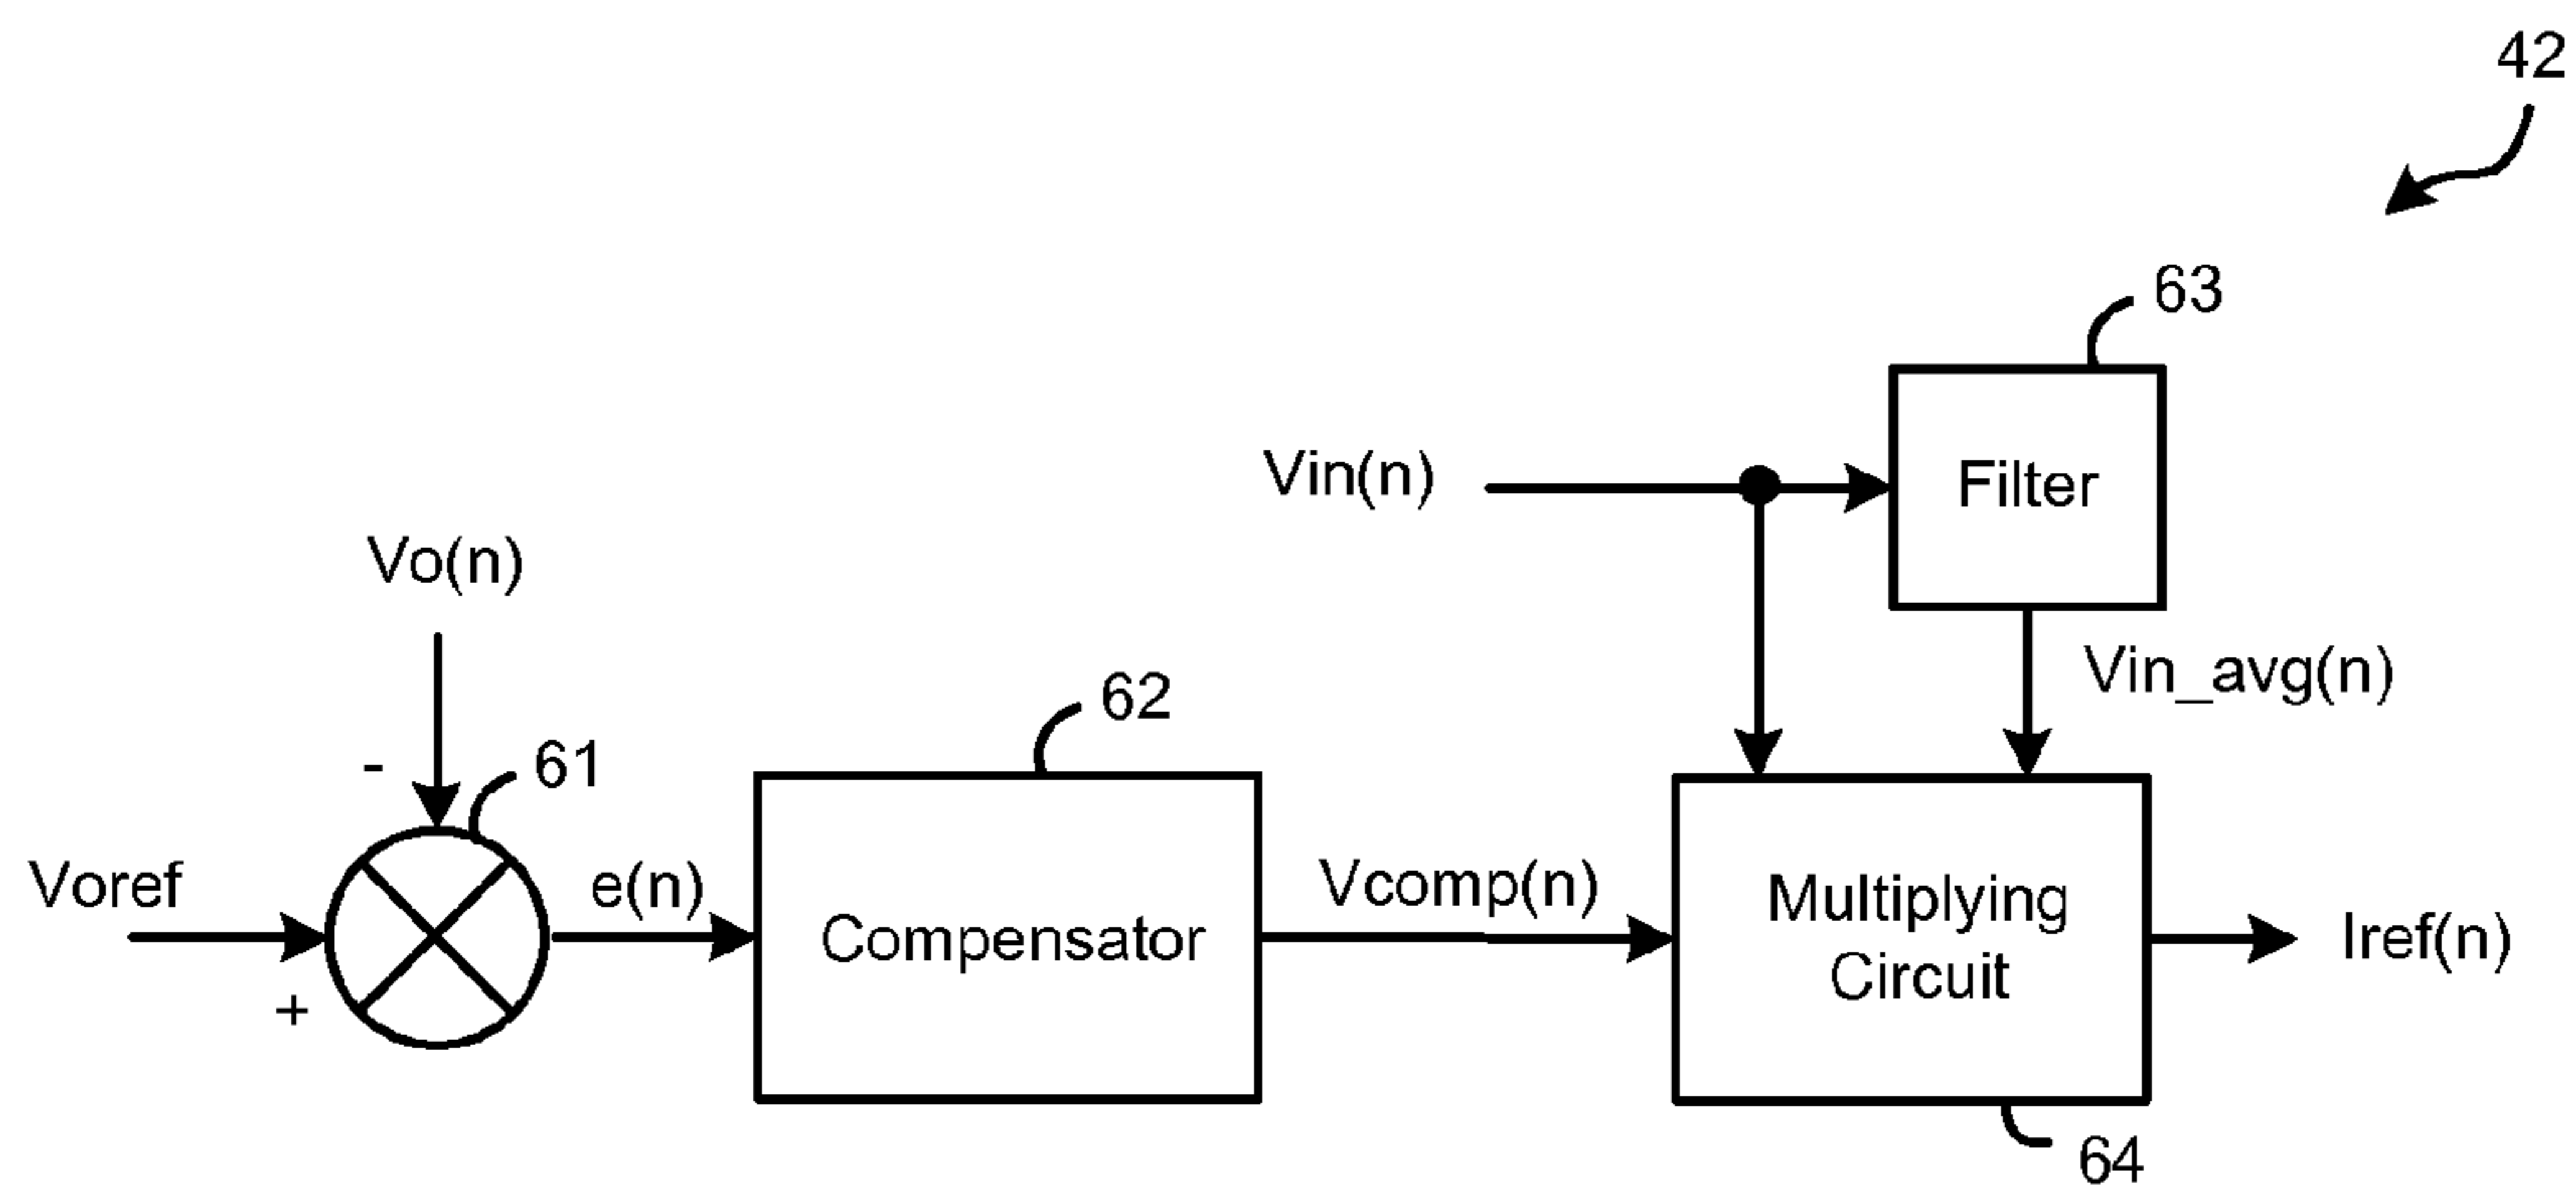 42
63
Vin(n)
Filter
Vo(n)
Vin_avg(n)
62
61
-
Voref
e(n)
Vcomp(n)
Compensator
Multiplying
Circuit
Iref(n)
+
64